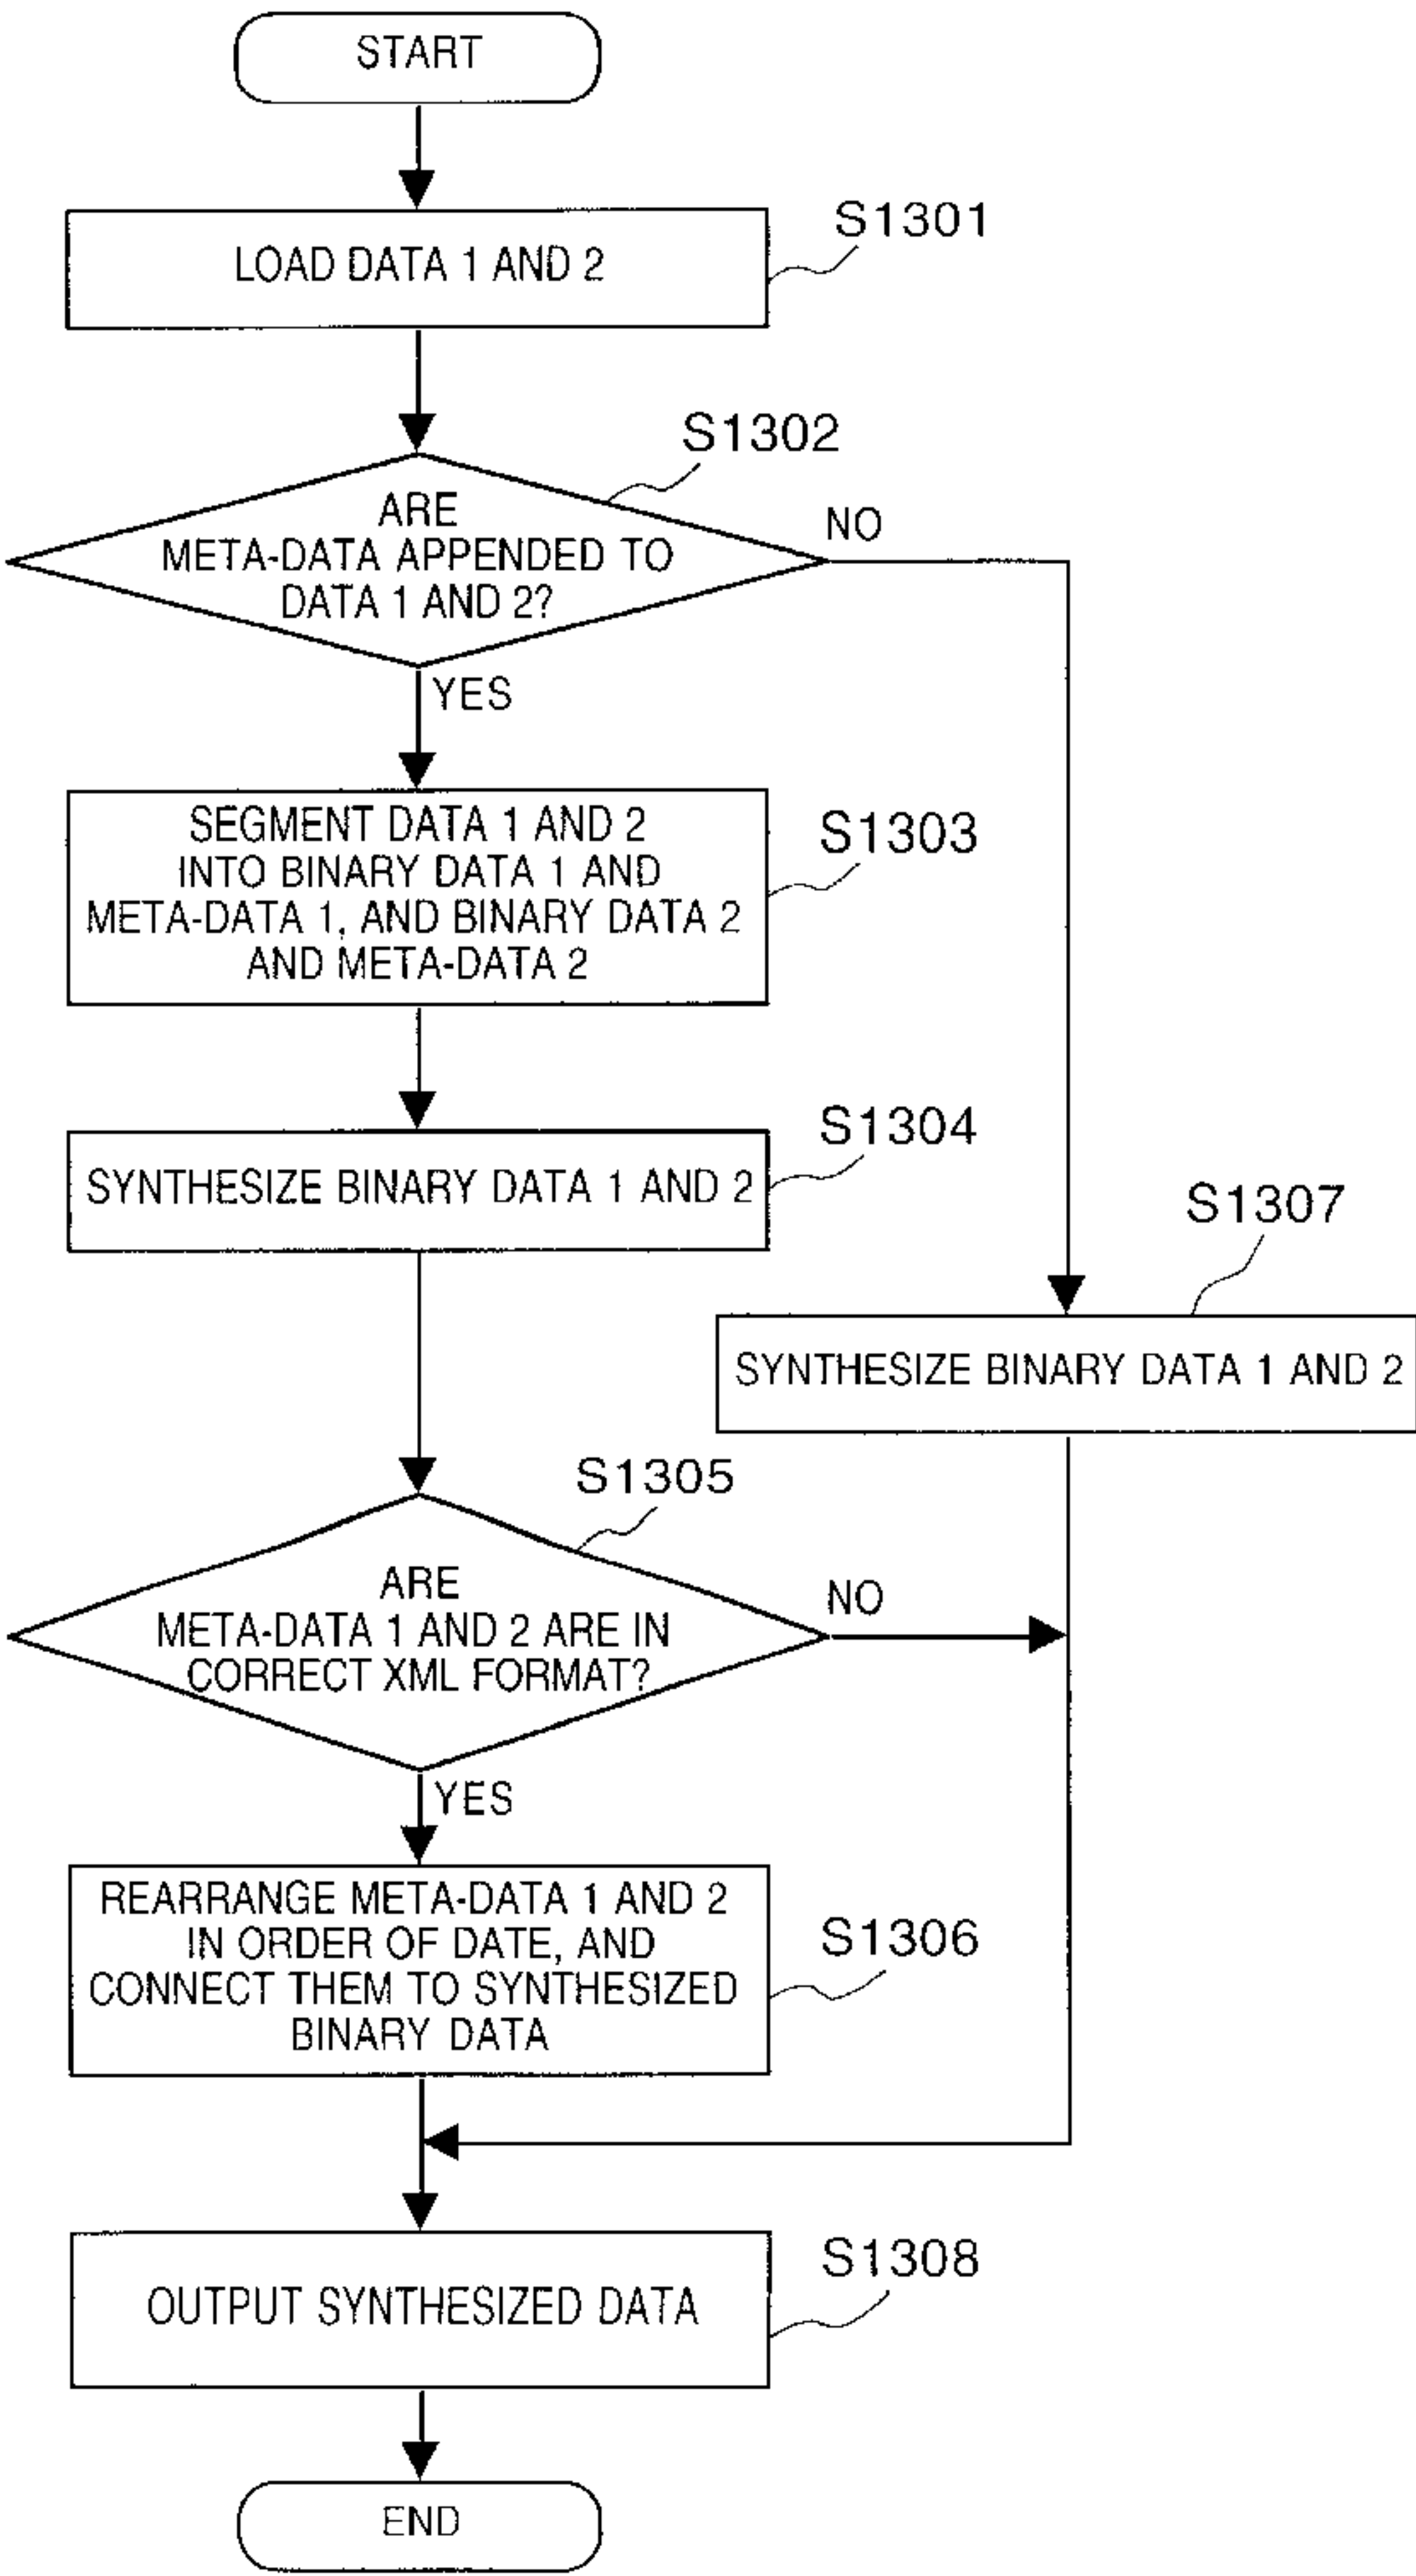 START
LOAD DATA 1 AND 2
S1301
S1302
ARE
META-DATA APPENDED TO
DATA 1 AND 2?
NO
YES
SEGMENT DATA 1 AND 2
INTO BINARY DATA 1 AND
META-DATA 1, AND BINARY DATA 2
AND META-DATA 2
S1303
SYNTHESIZE BINARY DATA 1 AND 2
S1304
S1307
SYNTHESIZE BINARY DATA 1 AND 2
S1305
ARE
META-DATA 1 AND 2 ARE IN
CORRECT XML FORMAT?
NO
YES
REARRANGE META-DATA 1 AND 2
IN ORDER OF DATE, AND
CONNECT THEM TO SYNTHESIZED
BINARY DATA
S1306
OUTPUT SYNTHESIZED DATA
S1308
END